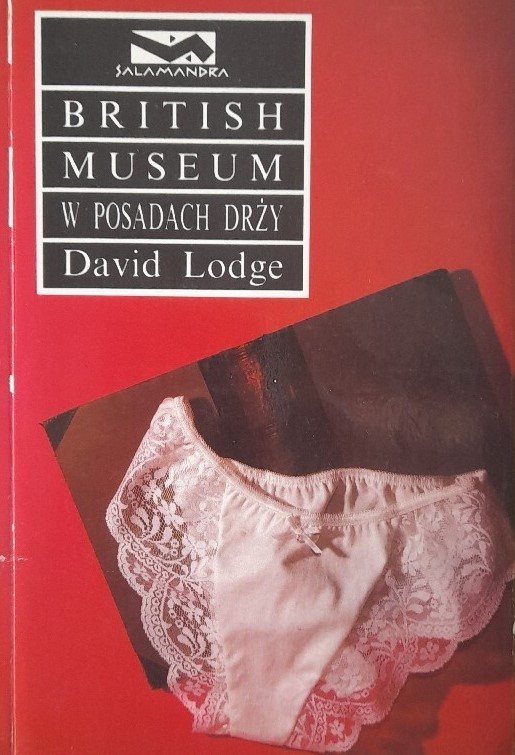 SALAMANDRA
BRITISH
MUSEUM
W POSADACH DRŻY
David Lodge